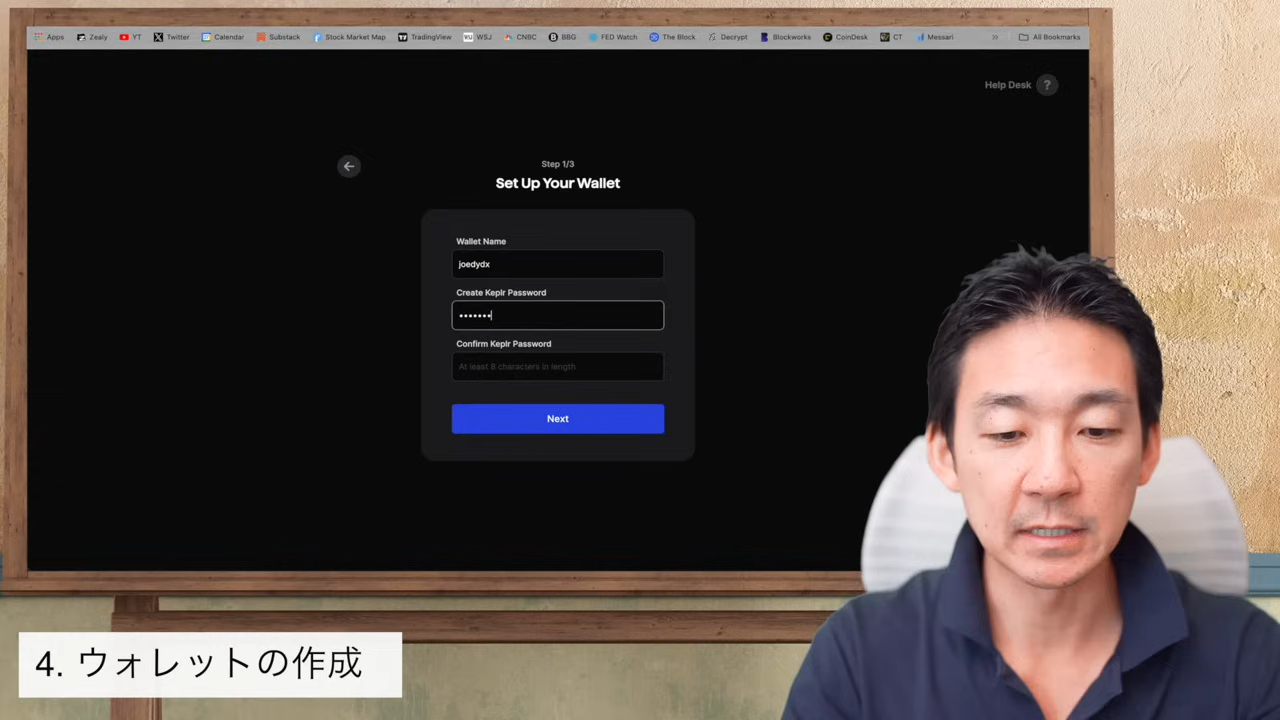 Apps Zealy YT Twitter Calendar Substack Stock Market Map TradingView WSJ CNBC BBG FED Watch The Block Decrypt Blockworks CoinDesk CT Messari » All Bookmarks
Help Desk ?
Step 1/3
Set Up Your Wallet
Wallet Name
joedydx
Create Keplr Password
•••••••
Confirm Keplr Password
At least 8 characters in length
Next
4. ウォレットの作成